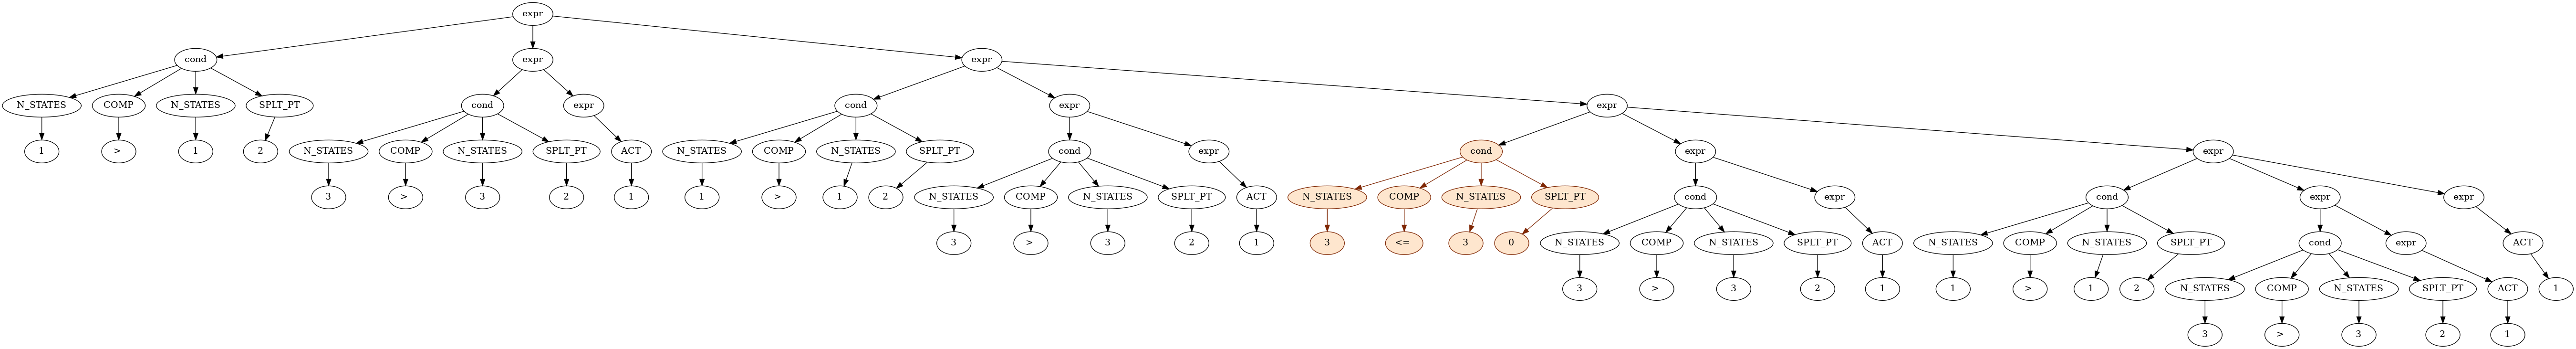 expr
cond expr expr
N_STATES COMP N_STATES SPLT_PT cond expr cond expr expr
1 > 1 2 N_STATES COMP N_STATES SPLT_PT ACT N_STATES COMP N_STATES SPLT_PT cond expr cond expr expr
3 > 3 2 1 1 > 1 2 N_STATES COMP N_STATES SPLT_PT ACT N_STATES COMP N_STATES SPLT_PT cond expr cond expr expr
3 > 3 2 1 3 <= 3 0 N_STATES COMP N_STATES SPLT_PT ACT N_STATES COMP N_STATES SPLT_PT cond expr ACT
3 > 3 2 1 1 > 1 2 N_STATES COMP N_STATES SPLT_PT ACT 1
3 > 3 2 1